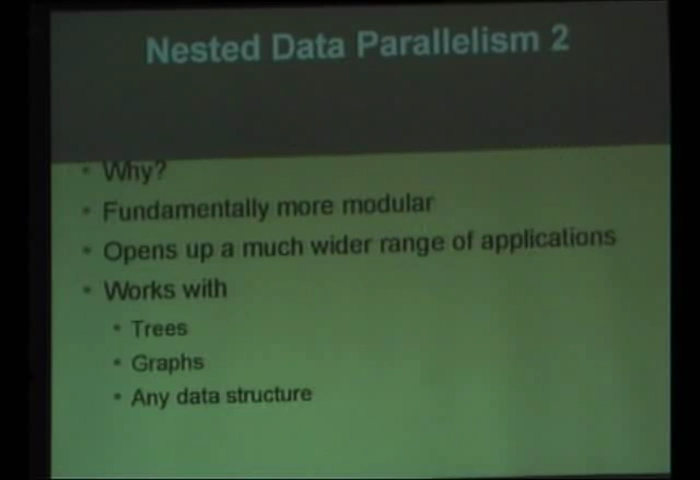 Nested Data Parallelism 2
Why?
Fundamentally more modular
Opens up a much wider range of applications
Works with
Trees
Graphs
Any data structure